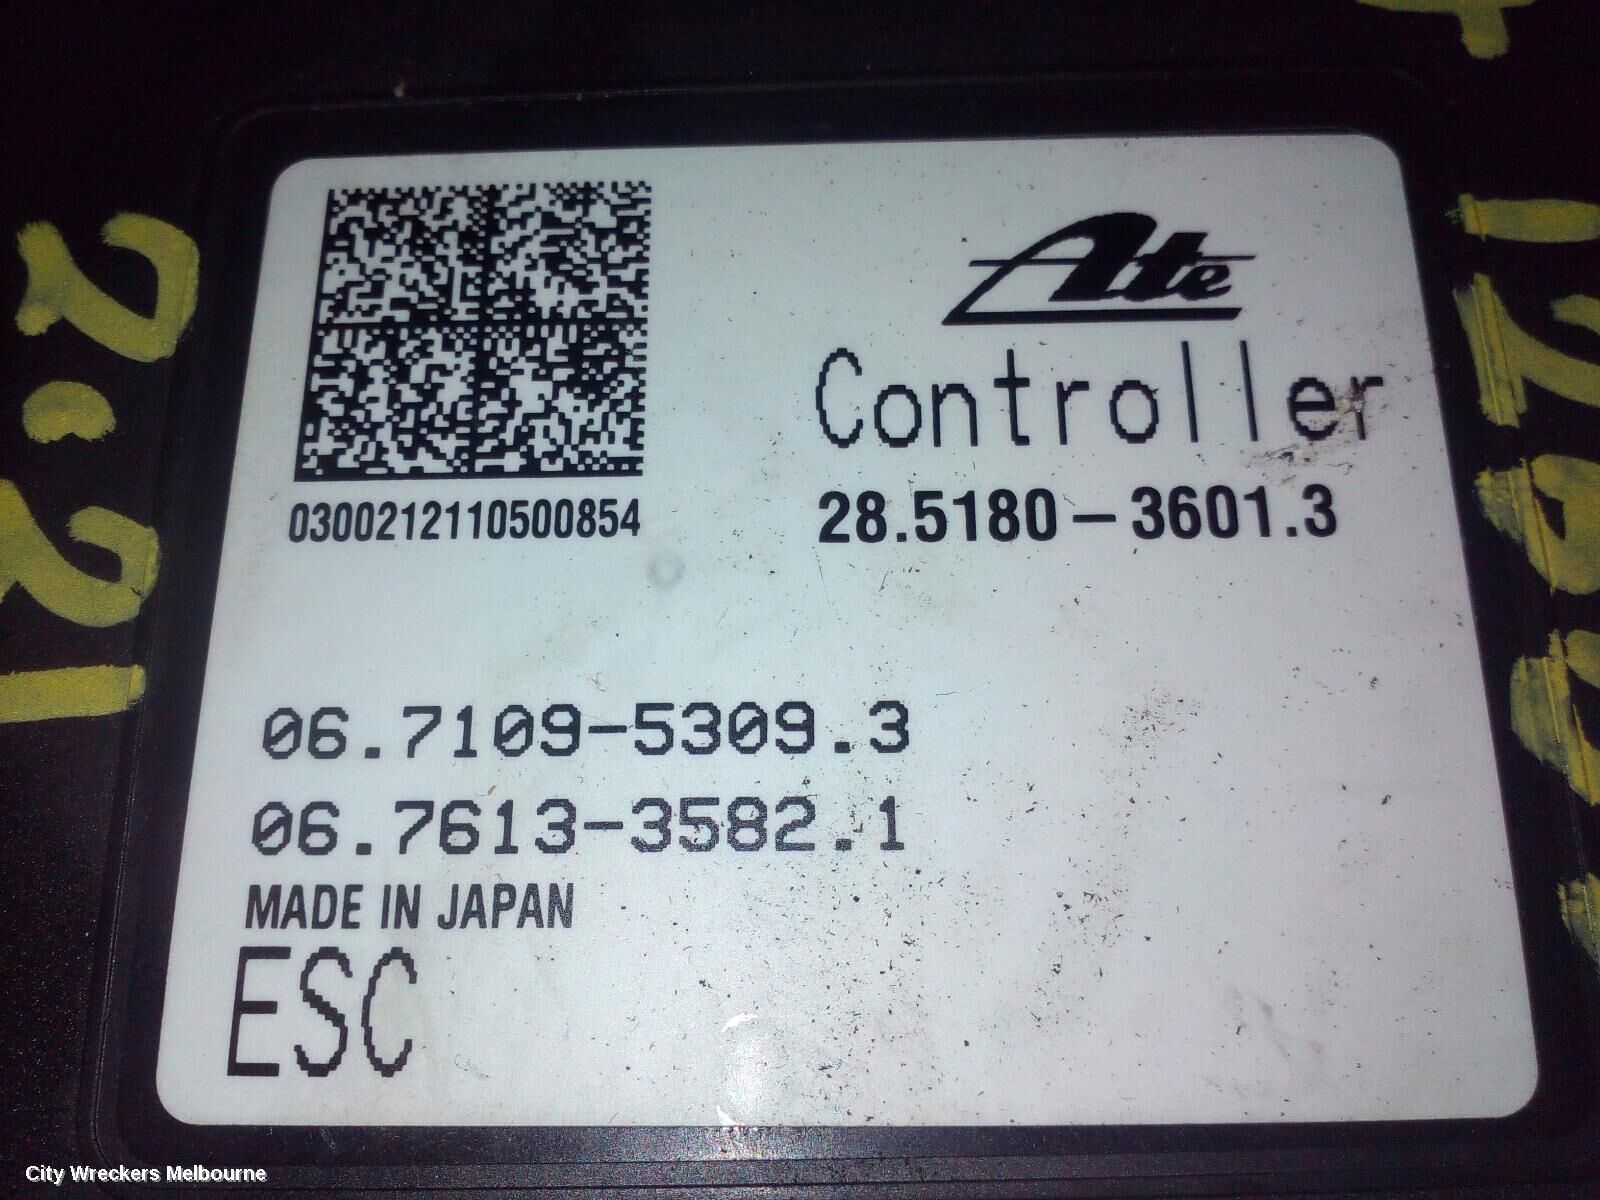 Ate
Controller
0300212110500854
28.5180-3601.3
06.7109-5309.3
06.7613-3582.1
MADE IN JAPAN
ESC
City Wreckers Melbourne